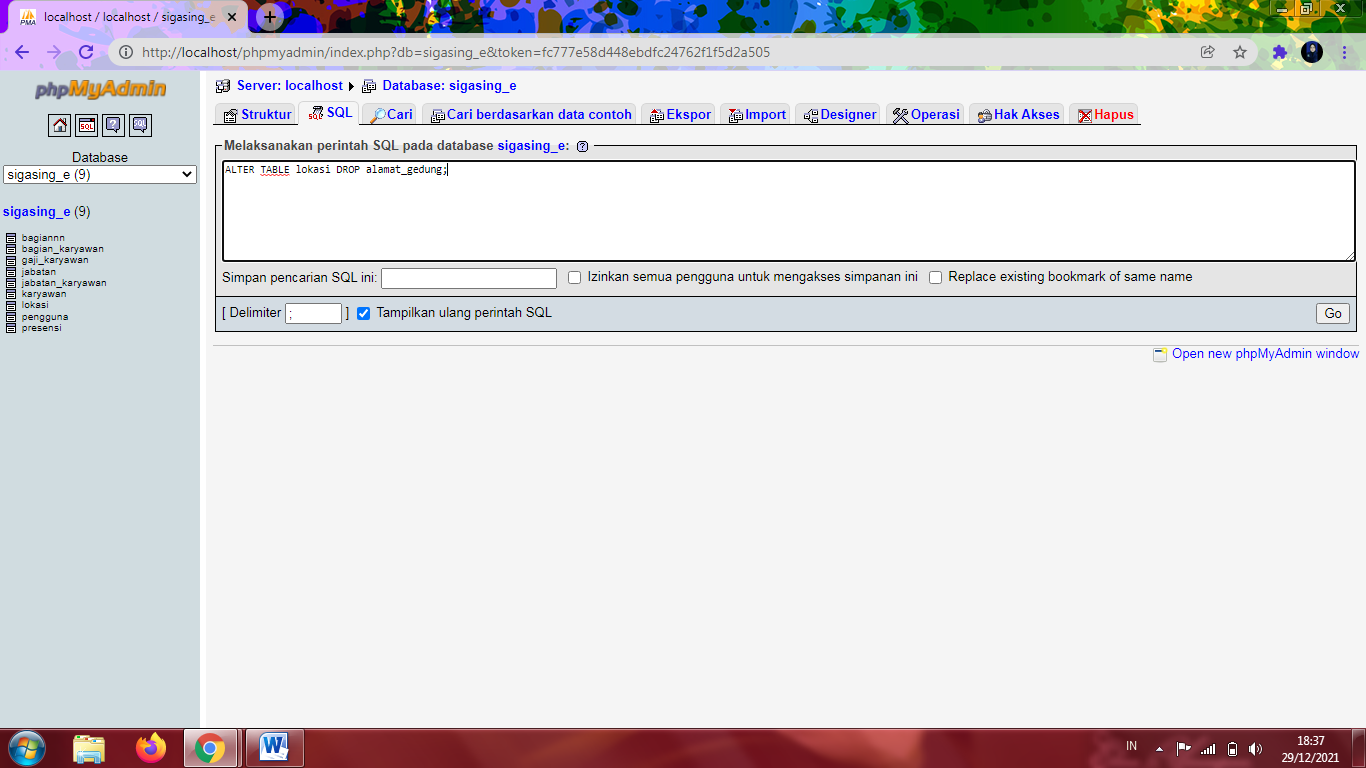 localhost / localhost / sigasing_e
PMA
http://localhost/phpmyadmin/index.php?db=sigasing_e&token=fc777e58d448ebdfc24762f1f5d2a505
phpMyAdmin
SQL
SQL
Database
sigasing_e (9)
sigasing_e (9)
bagiannn
bagian_karyawan
gaji_karyawan
jabatan
jabatan_karyawan
karyawan
lokasi
pengguna
presensi
Server: localhost Database: sigasing_e
Struktur SQL Cari Cari berdasarkan data contoh Ekspor Import Designer Operasi Hak Akses Hapus
Melaksanakan perintah SQL pada database sigasing_e:
ALTER TABLE lokasi DROP alamat_gedung;
Simpan pencarian SQL ini: Izinkan semua pengguna untuk mengakses simpanan ini Replace existing bookmark of same name
[ Delimiter ; ] Tampilkan ulang perintah SQL Go
Open new phpMyAdmin window
IN
18:37
29/12/2021